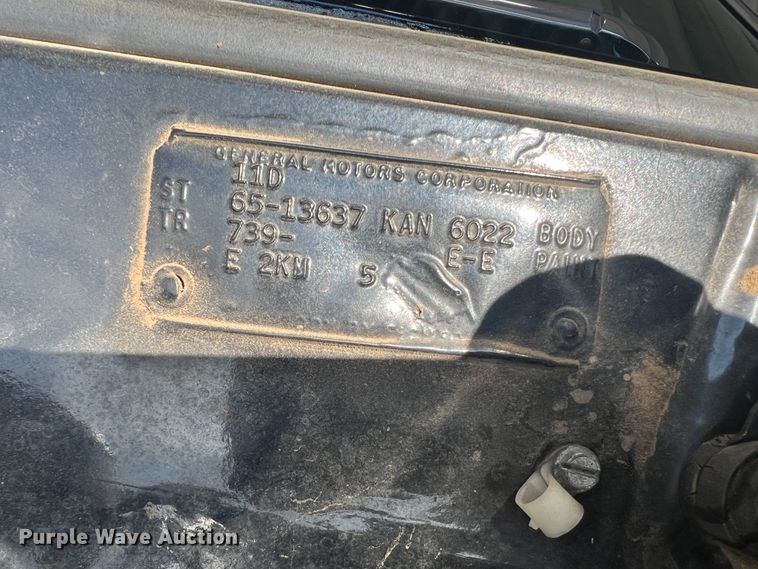 GENERAL MOTORS CORPORATION
11D
ST 65-13637 KAN 6022 BODY
TR 739- E-E PAINT
E 2KM 5
Purple Wave Auction.